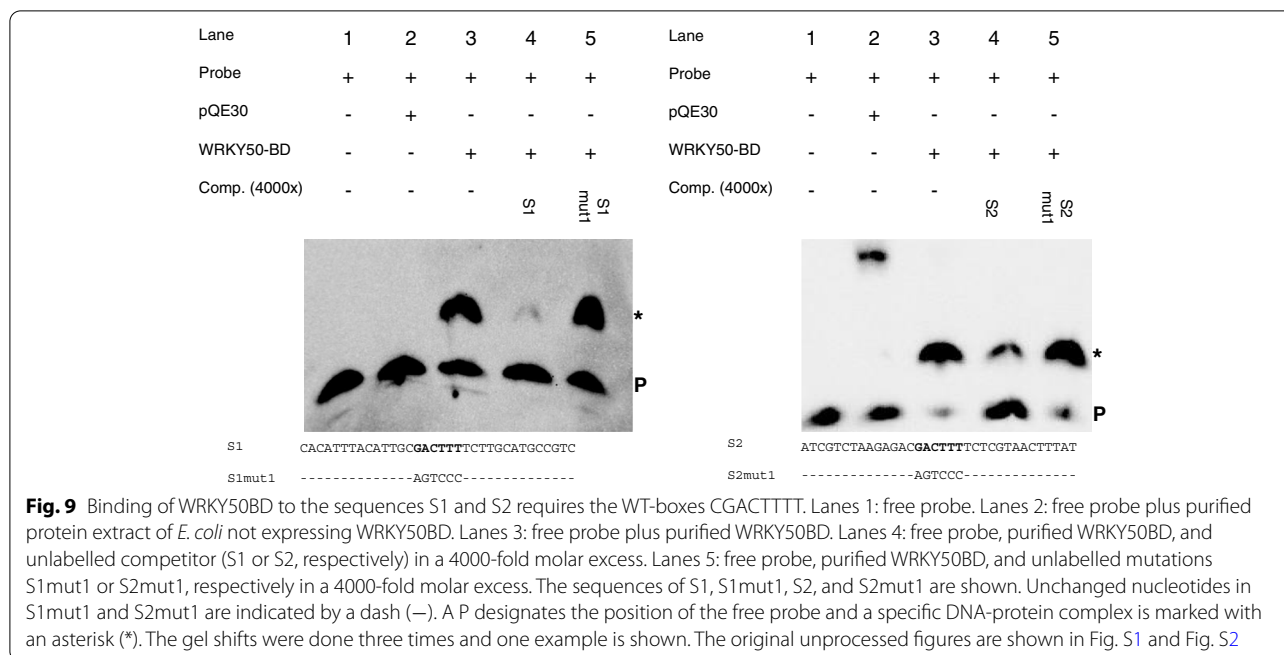 Lane 1 2 3 4 5
Probe + + + + +
pQE30 - + - - -
WRKY50-BD - - + + +
Comp. (4000x) - - - S1 S1 mut1
*
P
S1 CACATTTACATTGCGACTTTTCTTGCATGCCGTC
S1mut1 --------------AGTCCC--------------
Lane 1 2 3 4 5
Probe + + + + +
pQE30 - + - - -
WRKY50-BD - - + + +
Comp. (4000x) - - - S2 S2 mut1
*
P
S2 ATCGTCTAAGAGACGACTTTTCTCGTAACTTTAT
S2mut1 --------------AGTCCC--------------
Fig. 9 Binding of WRKY50BD to the sequences S1 and S2 requires the WT-boxes CGACTTTT. Lanes 1: free probe. Lanes 2: free probe plus purified
protein extract of E. coli not expressing WRKY50BD. Lanes 3: free probe plus purified WRKY50BD. Lanes 4: free probe, purified WRKY50BD, and
unlabelled competitor (S1 or S2, respectively) in a 4000-fold molar excess. Lanes 5: free probe, purified WRKY50BD, and unlabelled mutations
S1mut1 or S2mut1, respectively in a 4000-fold molar excess. The sequences of S1, S1mut1, S2, and S2mut1 are shown. Unchanged nucleotides in
S1mut1 and S2mut1 are indicated by a dash (—). A P designates the position of the free probe and a specific DNA-protein complex is marked with
an asterisk (*). The gel shifts were done three times and one example is shown. The original unprocessed figures are shown in Fig. S1 and Fig. S2